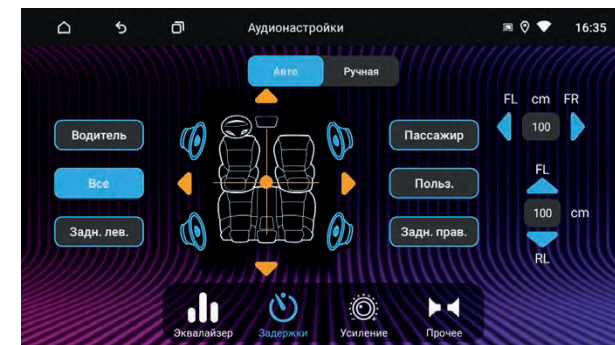 Аудионастройки
16:35
Авто
Ручная
FL cm FR
100
Водитель
Пассажир
Все
Польз.
FL
100 cm
RL
Задн. лев.
Задн. прав.
Эквалайзер
Задержки
Усиление
Прочее